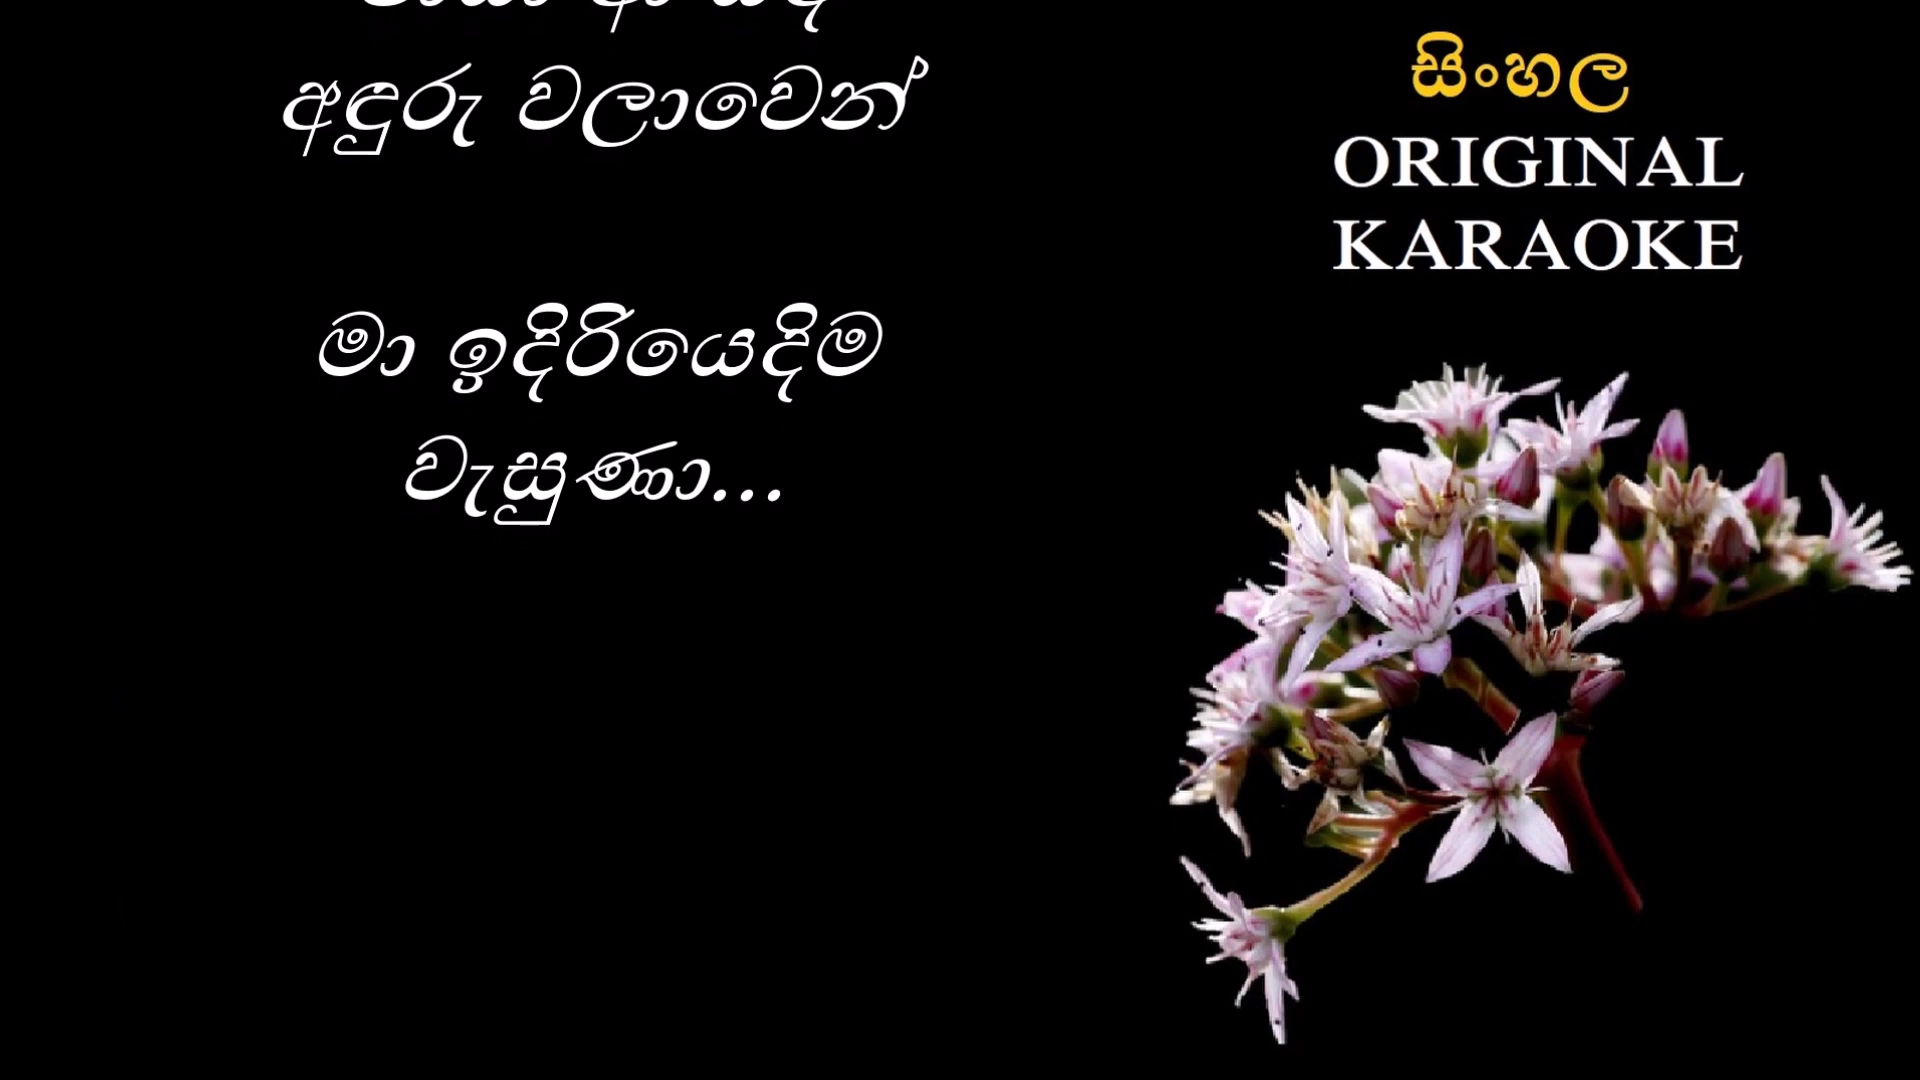 අඳුරු වලාවෙන්
මා ඉදිරියෙදිම
වැසුණා...
සිංහල
ORIGINAL
KARAOKE